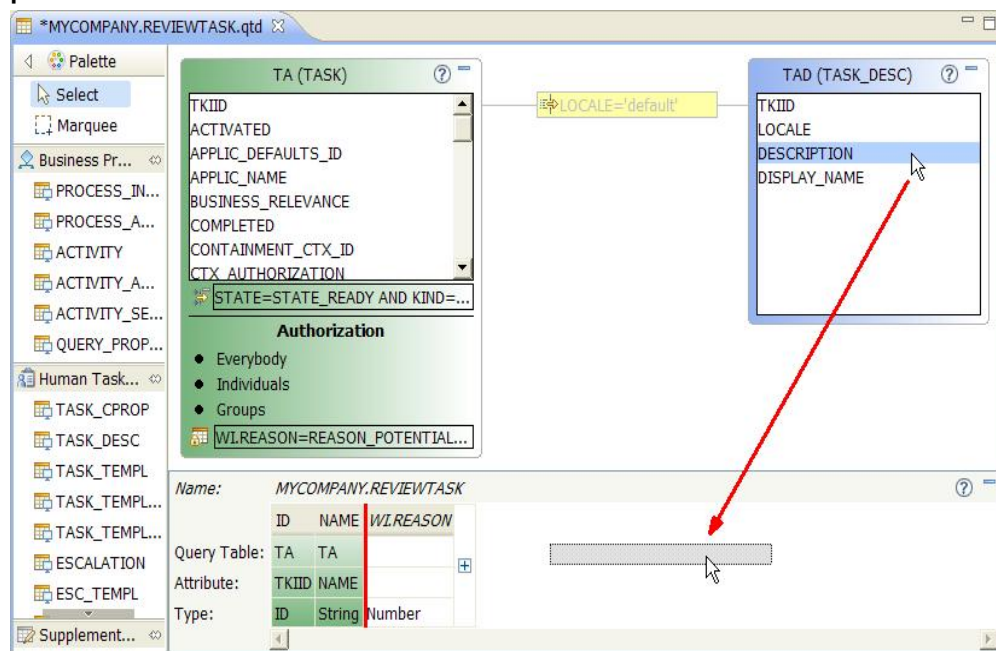 *MYCOMPANY.REVIEWTASK.qtd
Palette
Select
Marquee
Business Pr...
PROCESS_IN...
PROCESS_A...
ACTIVITY
ACTIVITY_A...
ACTIVITY_SE...
QUERY_PROP...
Human Task...
TASK_CPROP
TASK_DESC
TASK_TEMPL
TASK_TEMPL...
TASK_TEMPL...
ESCALATION
ESC_TEMPL
Supplement...
TA (TASK)
TKIID
ACTIVATED
APPLIC_DEFAULTS_ID
APPLIC_NAME
BUSINESS_RELEVANCE
COMPLETED
CONTAINMENT_CTX_ID
CTX_AUTHORIZATION
STATE=STATE_READY AND KIND=...
Authorization
Everybody
Individuals
Groups
WI.REASON=REASON_POTENTIAL...
LOCALE='default'
TAD (TASK_DESC)
TKIID
LOCALE
DESCRIPTION
DISPLAY_NAME
Name: MYCOMPANY.REVIEWTASK
ID NAME WI.REASON
Query Table: TA TA
Attribute: TKIID NAME
Type: ID String Number